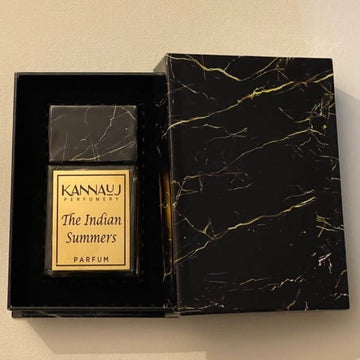 KANNAUJ
PERFUMERY
The Indian
Summers
PARFUM